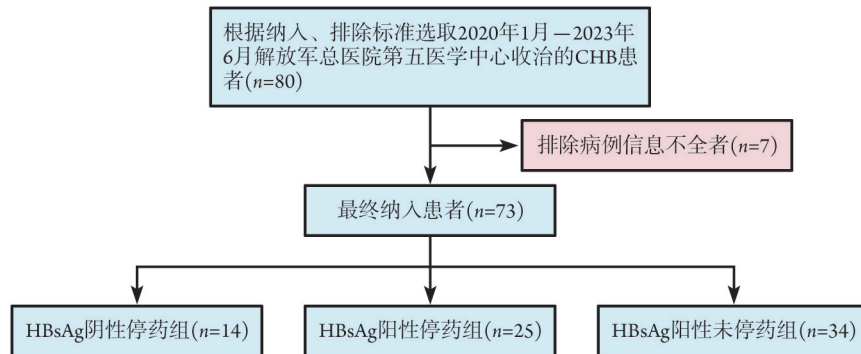 根据纳入、排除标准选取2020年1月—2023年
6月解放军总医院第五医学中心收治的CHB患
者(n=80)
排除病例信息不全者(n=7)
最终纳入患者(n=73)
HBsAg阴性停药组(n=14)
HBsAg阳性停药组(n=25)
HBsAg阳性未停药组(n=34)